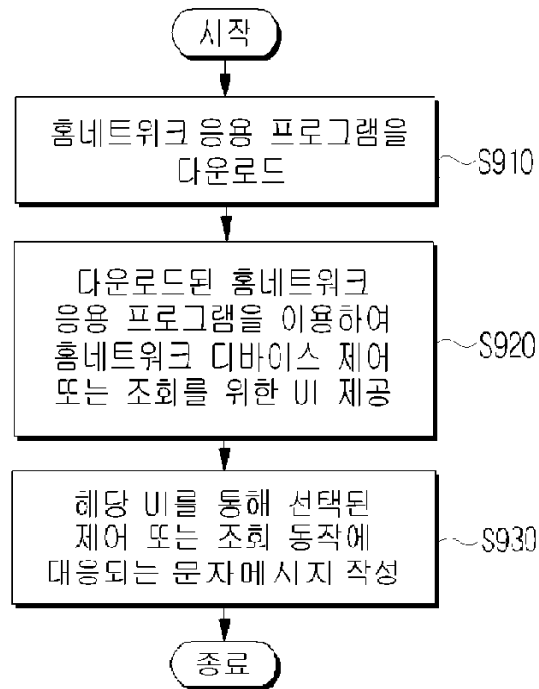 시작
홈네트워크 응용 프로그램을
다운로드
S910
다운로드된 홈네트워크
응용 프로그램을 이용하여
홈네트워크 디바이스 제어
또는 조회를 위한 UI 제공
S920
해당 UI를 통해 선택된
제어 또는 조회 동작에
대응되는 문자메시지 작성
S930
종료